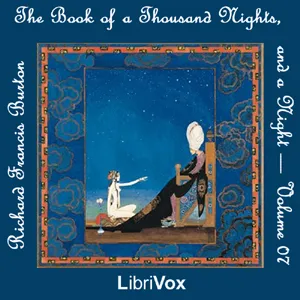 The Book of a Thousand Nights,
and a Night — Volume 07
Richard Francis Burton
LibriVox